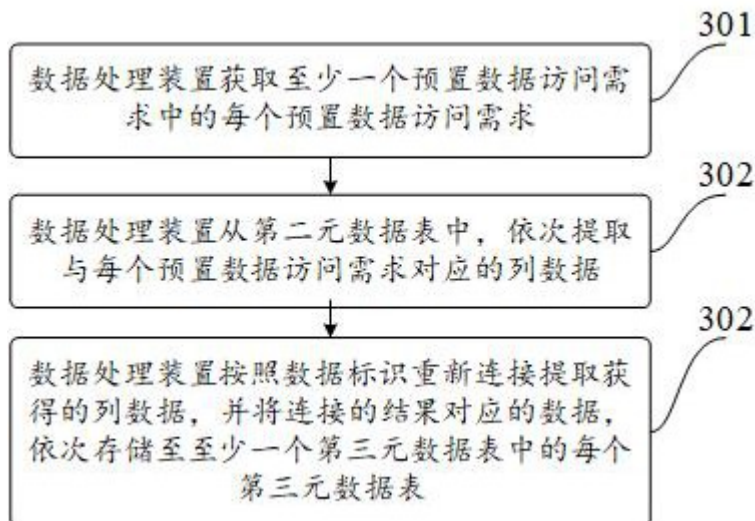 301
数据处理装置获取至少一个预置数据访问需
求中的每个预置数据访问需求
302
数据处理装置从第二元数据表中，依次提取
与每个预置数据访问需求对应的列数据
302
数据处理装置按照数据标识重新连接提取获
得的列数据，并将连接的结果对应的数据，
依次存储至至少一个第三元数据表中的每个
第三元数据表